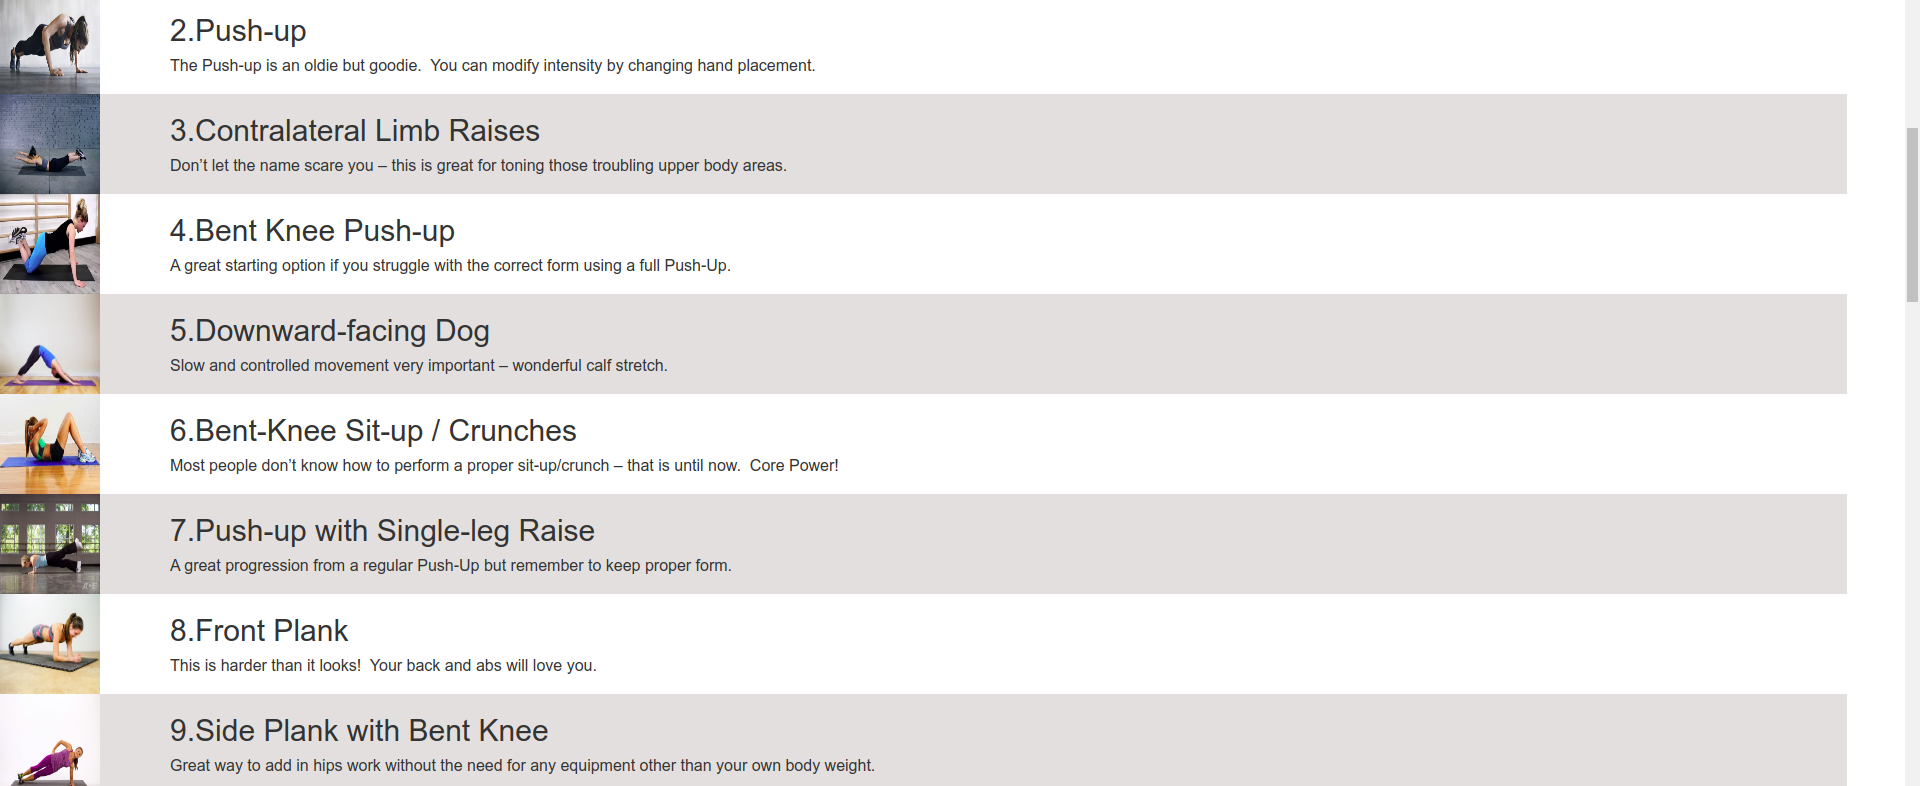 2.Push-up
The Push-up is an oldie but goodie.  You can modify intensity by changing hand placement.
3.Contralateral Limb Raises
Don’t let the name scare you – this is great for toning those troubling upper body areas.
4.Bent Knee Push-up
A great starting option if you struggle with the correct form using a full Push-Up.
5.Downward-facing Dog
Slow and controlled movement very important – wonderful calf stretch.
6.Bent-Knee Sit-up / Crunches
Most people don’t know how to perform a proper sit-up/crunch – that is until now.  Core Power!
7.Push-up with Single-leg Raise
A great progression from a regular Push-Up but remember to keep proper form.
8.Front Plank
This is harder than it looks!  Your back and abs will love you.
9.Side Plank with Bent Knee
Great way to add in hips work without the need for any equipment other than your own body weight.